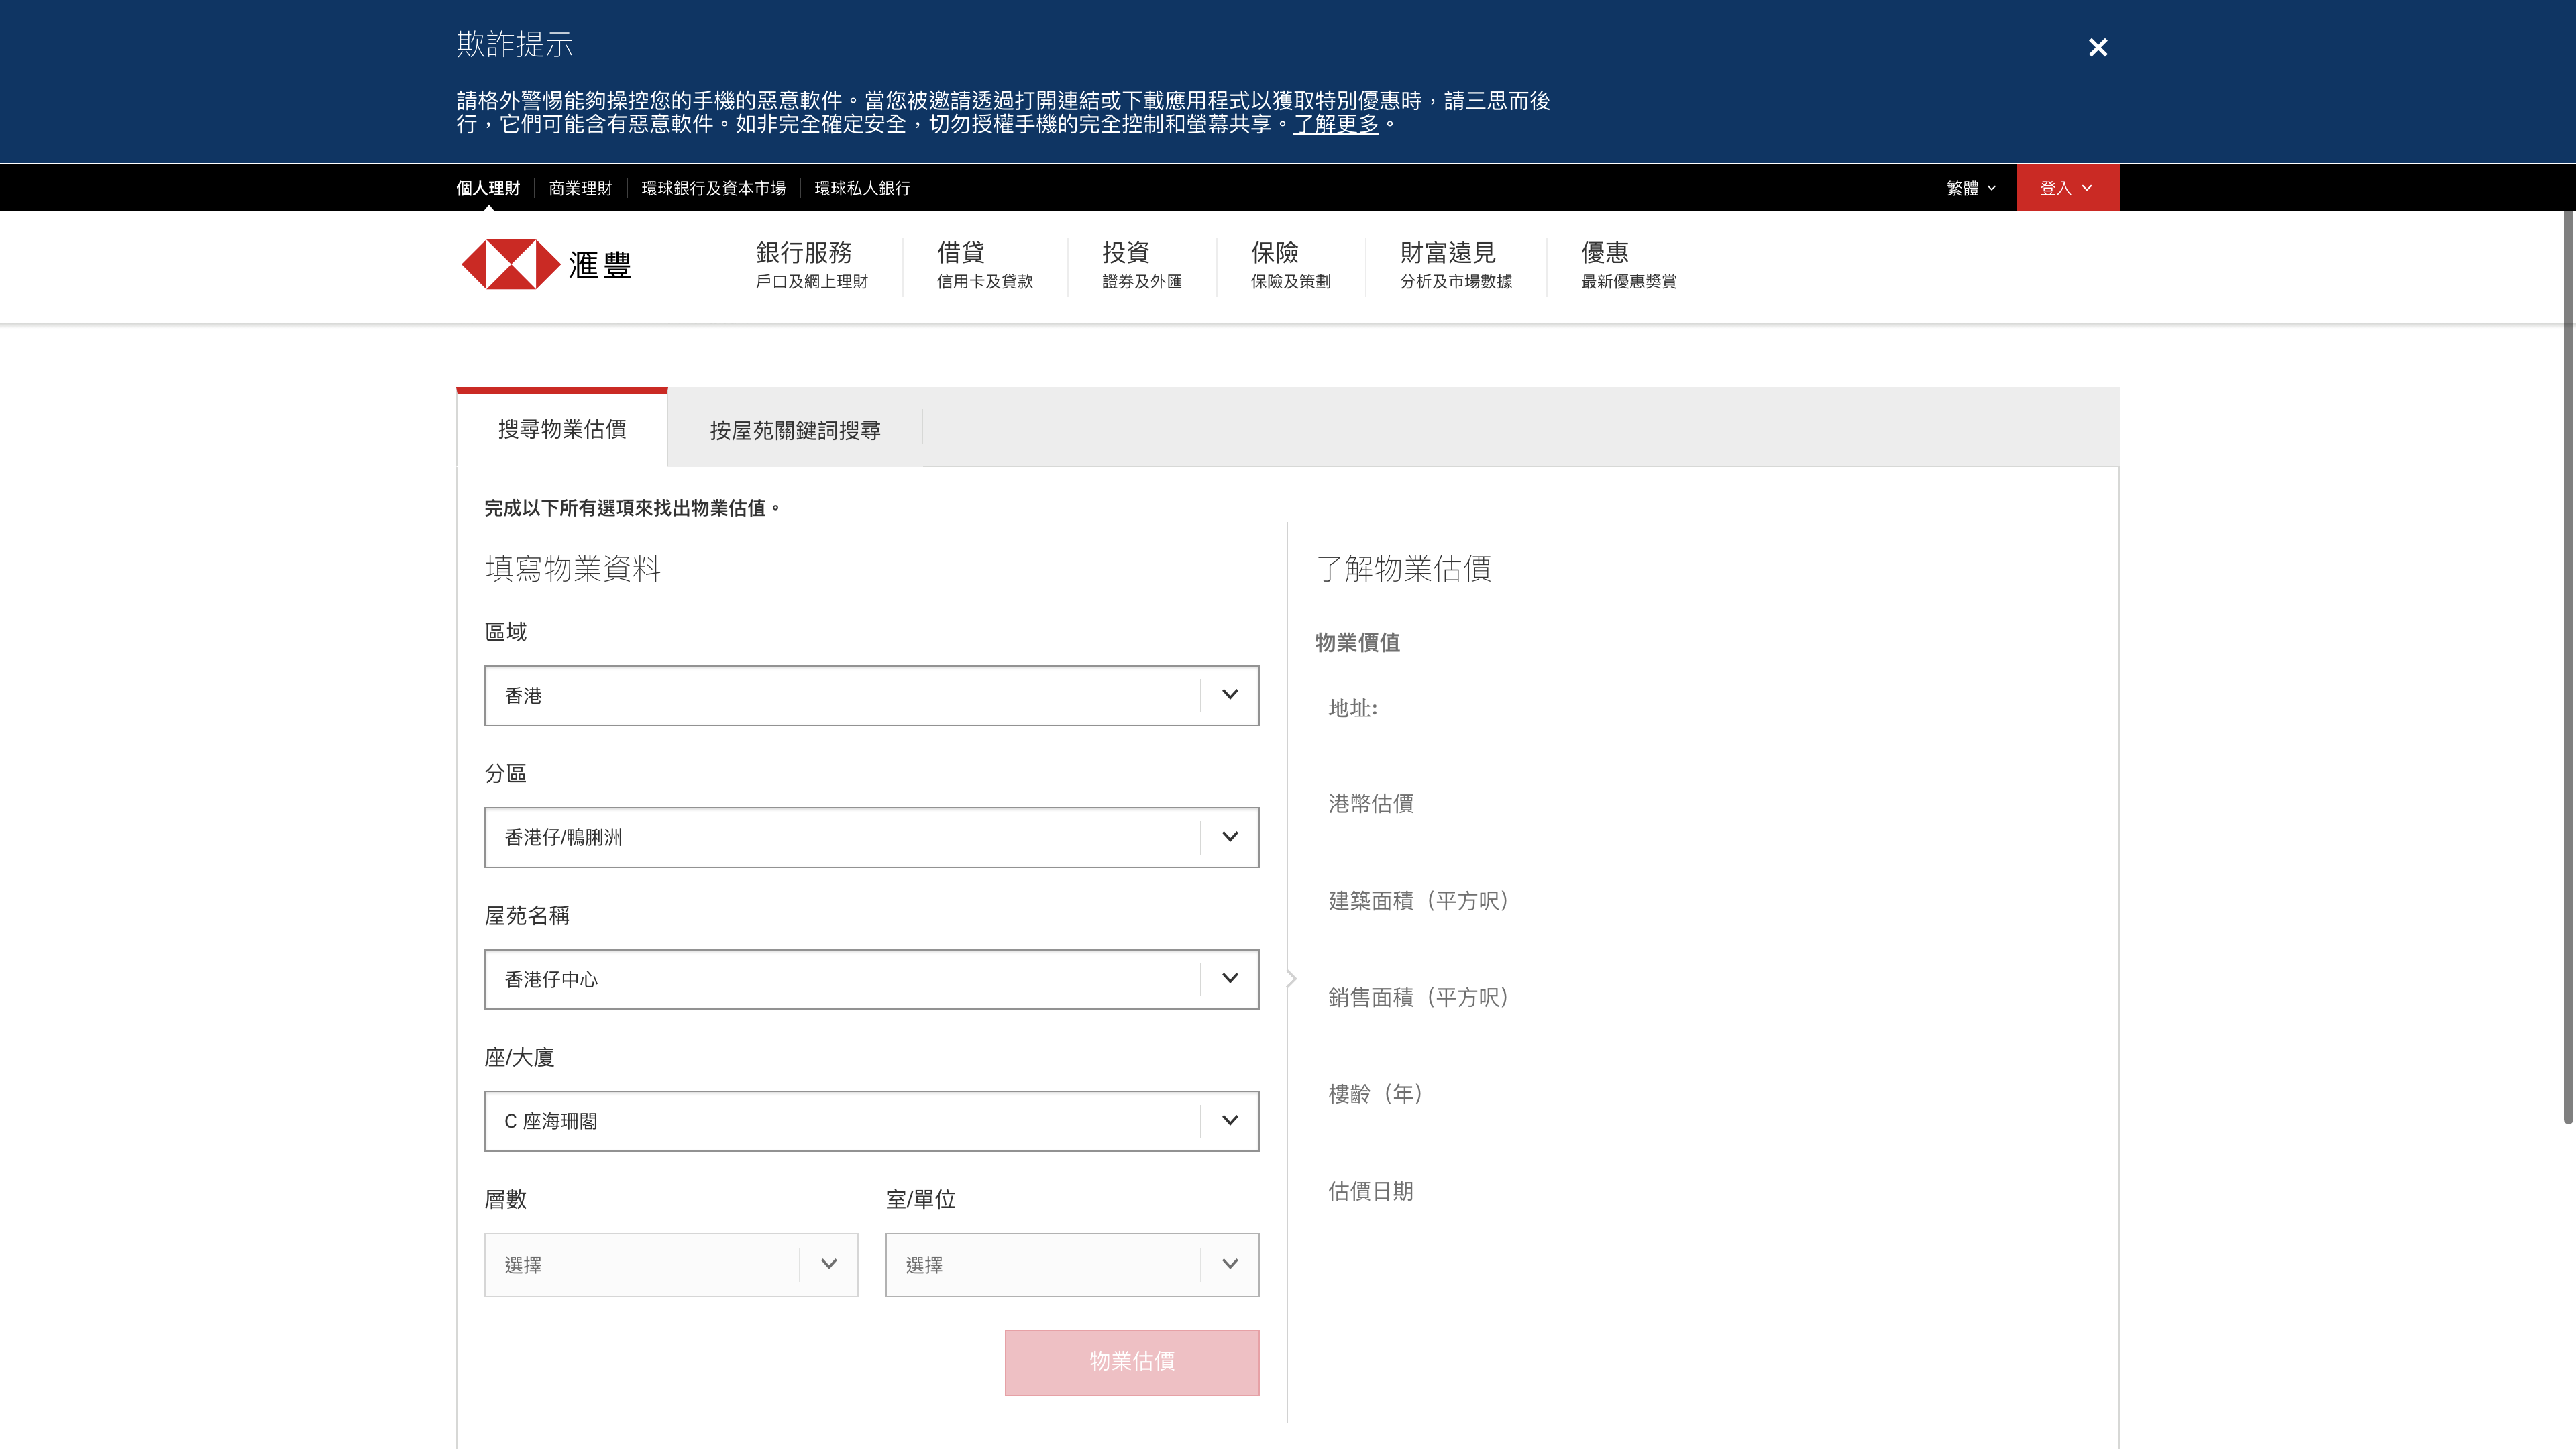 欺詐提示
請格外警惕能夠操控您的手機的惡意軟件。當您被邀請透過打開連結或下載應用程式以獲取特別優惠時，請三思而後
行，它們可能含有惡意軟件。如非完全確定安全，切勿授權手機的完全控制和螢幕共享。了解更多。
個人理財 商業理財 環球銀行及資本市場 環球私人銀行 繁體 登入
滙豐
銀行服務 借貸 投資 保險 財富遠見 優惠
戶口及網上理財 信用卡及貸款 證券及外匯 保險及策劃 分析及市場數據 最新優惠獎賞
搜尋物業估價 按屋苑關鍵詞搜尋
完成以下所有選項來找出物業估值。
填寫物業資料
區域
香港
分區
香港仔/鴨脷洲
屋苑名稱
香港仔中心
座/大廈
C 座海珊閣
層數 室/單位
選擇 選擇
物業估價
了解物業估價
物業價值
地址:
港幣估價
建築面積（平方呎）
銷售面積（平方呎）
樓齡（年）
估價日期